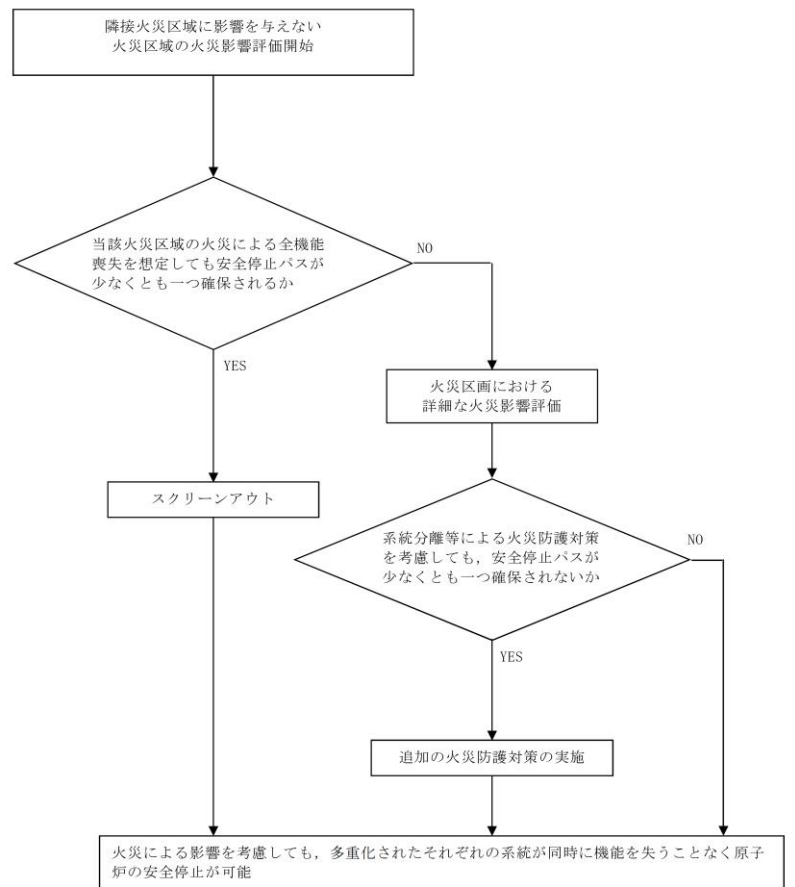 隣接火災区域に影響を与えない
火災区域の火災影響評価開始
当該火災区域の火災による全機能
喪失を想定しても安全停止パスが
少なくとも一つ確保されるか
NO
YES
火災区画における
詳細な火災影響評価
スクリーンアウト
系統分離等による火災防護対策
を考慮しても，安全停止パスが
少なくとも一つ確保されないか
NO
YES
追加の火災防護対策の実施
火災による影響を考慮しても，多重化されたそれぞれの系統が同時に機能を失うことなく原子
炉の安全停止が可能